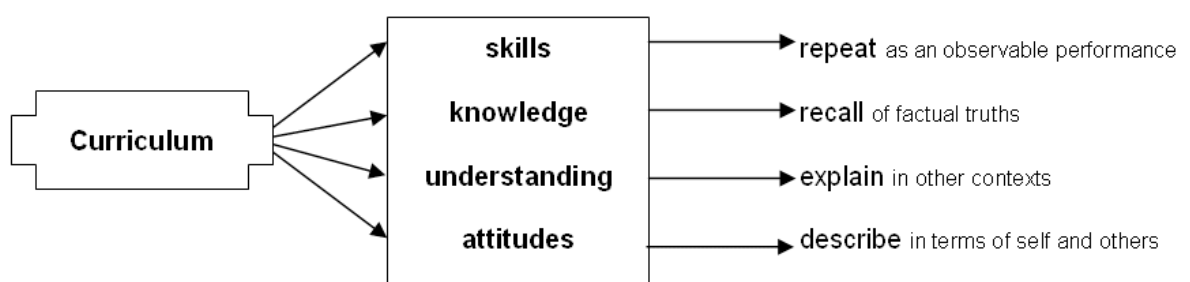 skills
repeat as an observable performance
knowledge
recall of factual truths
Curriculum
understanding
explain in other contexts
attitudes
describe in terms of self and others